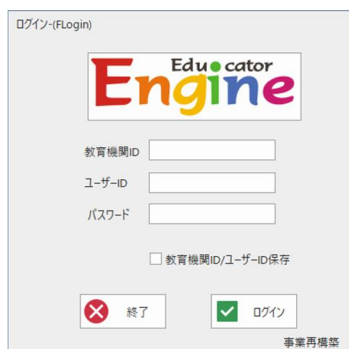 ログイン-(FLogin)
Educator
Engine
教育機関ID
ユーザーID
パスワード
教育機関ID/ユーザーID保存
終了
ログイン
事業再構築